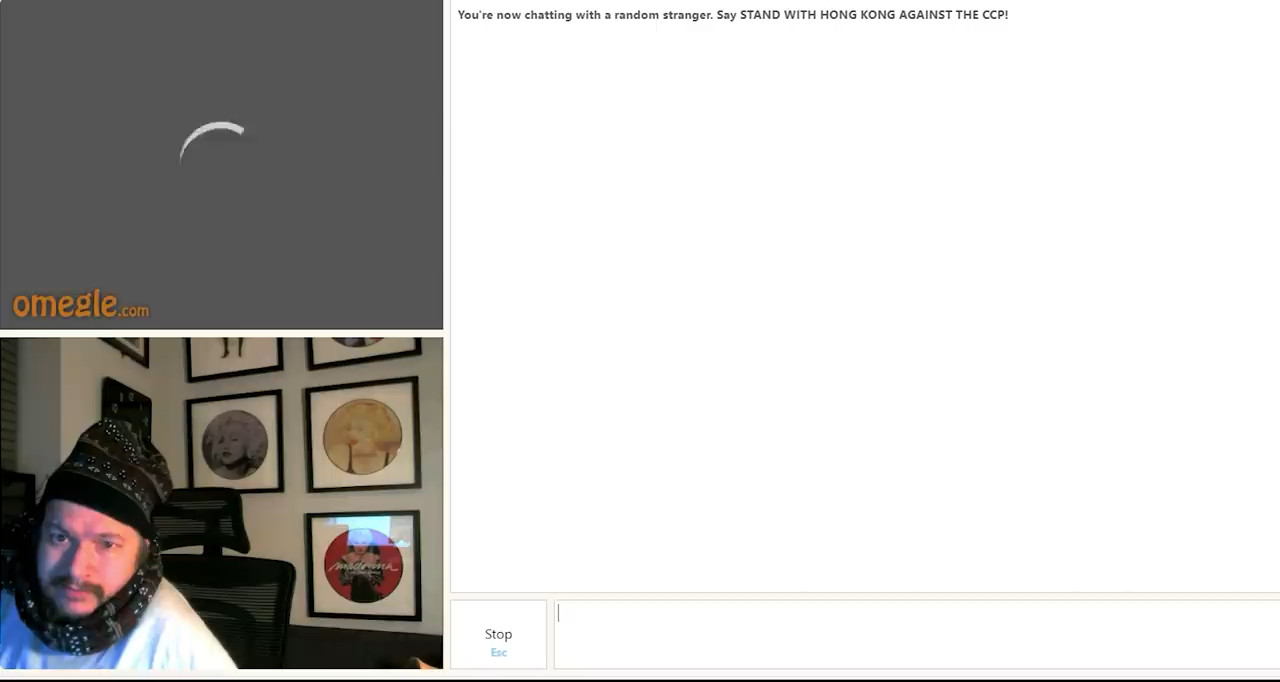 You're now chatting with a random stranger. Say STAND WITH HONG KONG AGAINST THE CCP!
omegle.com
madonna
Stop
Esc